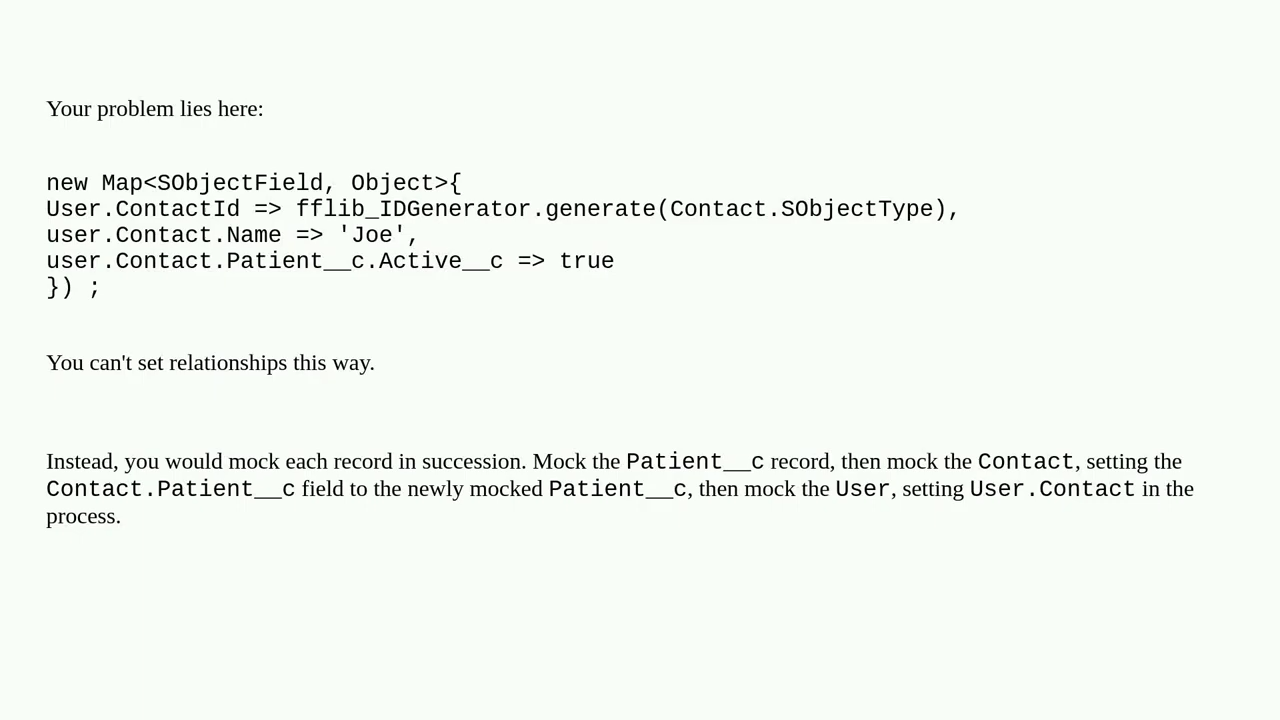 Your problem lies here:
new Map<SObjectField, Object>{
User.ContactId => fflib_IDGenerator.generate(Contact.SObjectType),
user.Contact.Name => 'Joe',
user.Contact.Patient__c.Active__c => true
}) ;
You can't set relationships this way.
Instead, you would mock each record in succession. Mock the Patient__c record, then mock the Contact, setting the
Contact.Patient__c field to the newly mocked Patient__c, then mock the User, setting User.Contact in the
process.